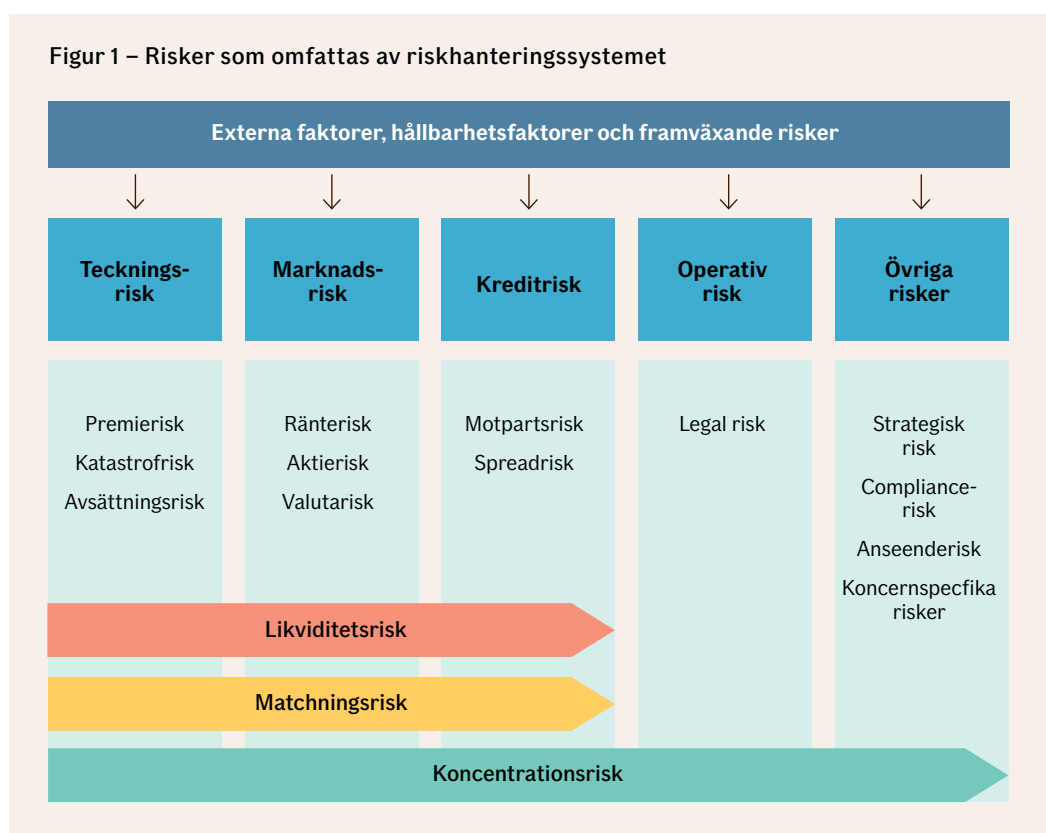 Figur 1 – Risker som omfattas av riskhanteringssystemet
Externa faktorer, hållbarhetsfaktorer och framväxande risker
Tecknings-
risk
Marknads-
risk
Kreditrisk
Operativ
risk
Övriga
risker
Premierisk
Katastrofrisk
Avsättningsrisk
Ränterisk
Aktierisk
Valutarisk
Motpartsrisk
Spreadrisk
Legal risk
Strategisk
risk
Compliance-
risk
Anseenderisk
Koncernspecfika
risker
Likviditetsrisk
Matchningsrisk
Koncentrationsrisk